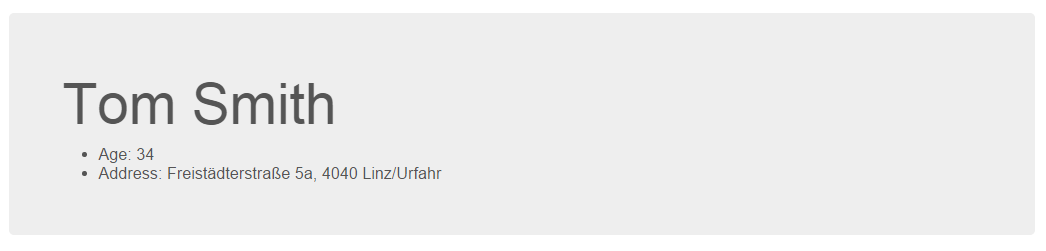 Tom Smith
• Age: 34
• Address: Freistädterstraße 5a, 4040 Linz/Urfahr